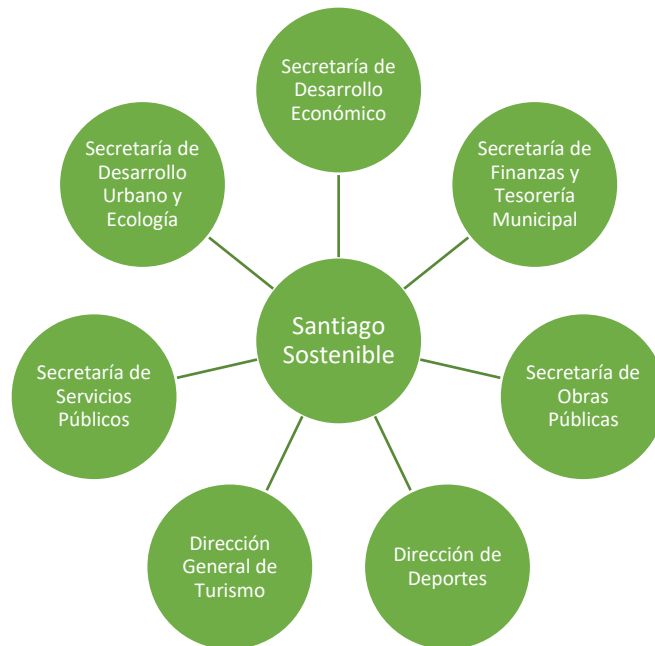 Secretaría de
Desarrollo
Económico
Secretaría de
Finanzas y
Tesorería
Municipal
Secretaría de
Obras
Públicas
Dirección de
Deportes
Dirección
General de
Turismo
Secretaría de
Servicios
Públicos
Secretaría de
Desarrollo
Urbano y
Ecología
Santiago
Sostenible